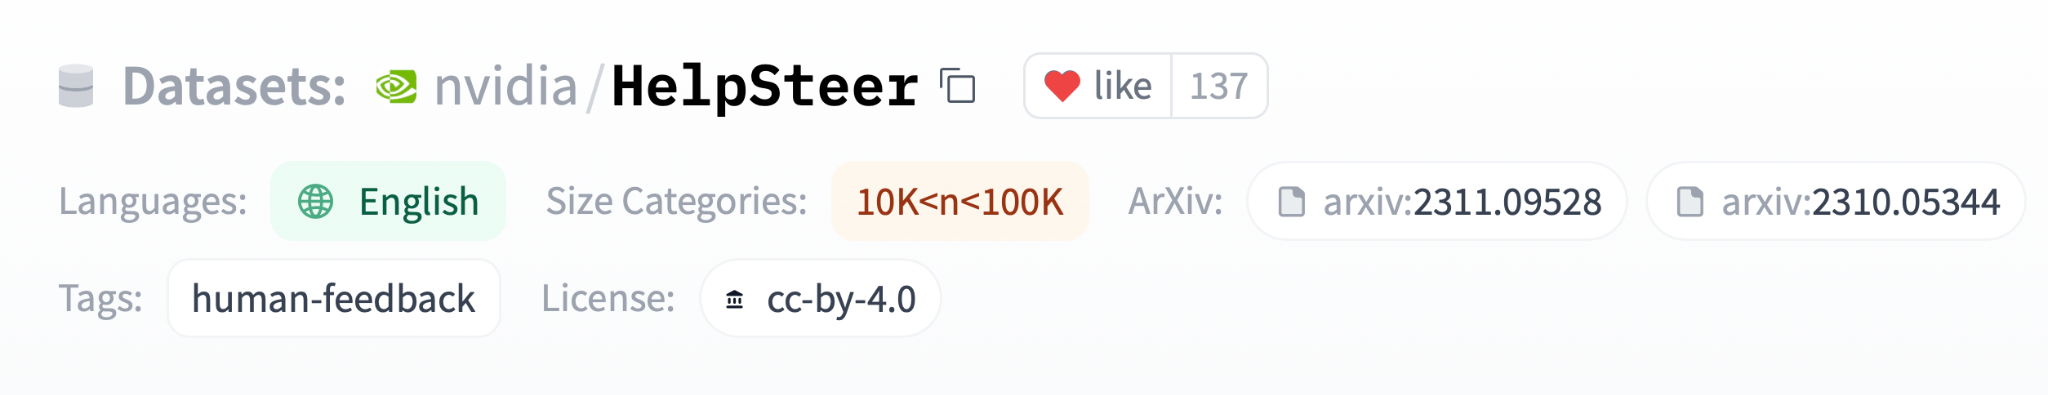 Datasets: nvidia/HelpSteer like 137
Languages: English Size Categories: 10K<n<100K ArXiv: arxiv:2311.09528 arxiv:2310.05344
Tags: human-feedback License: cc-by-4.0